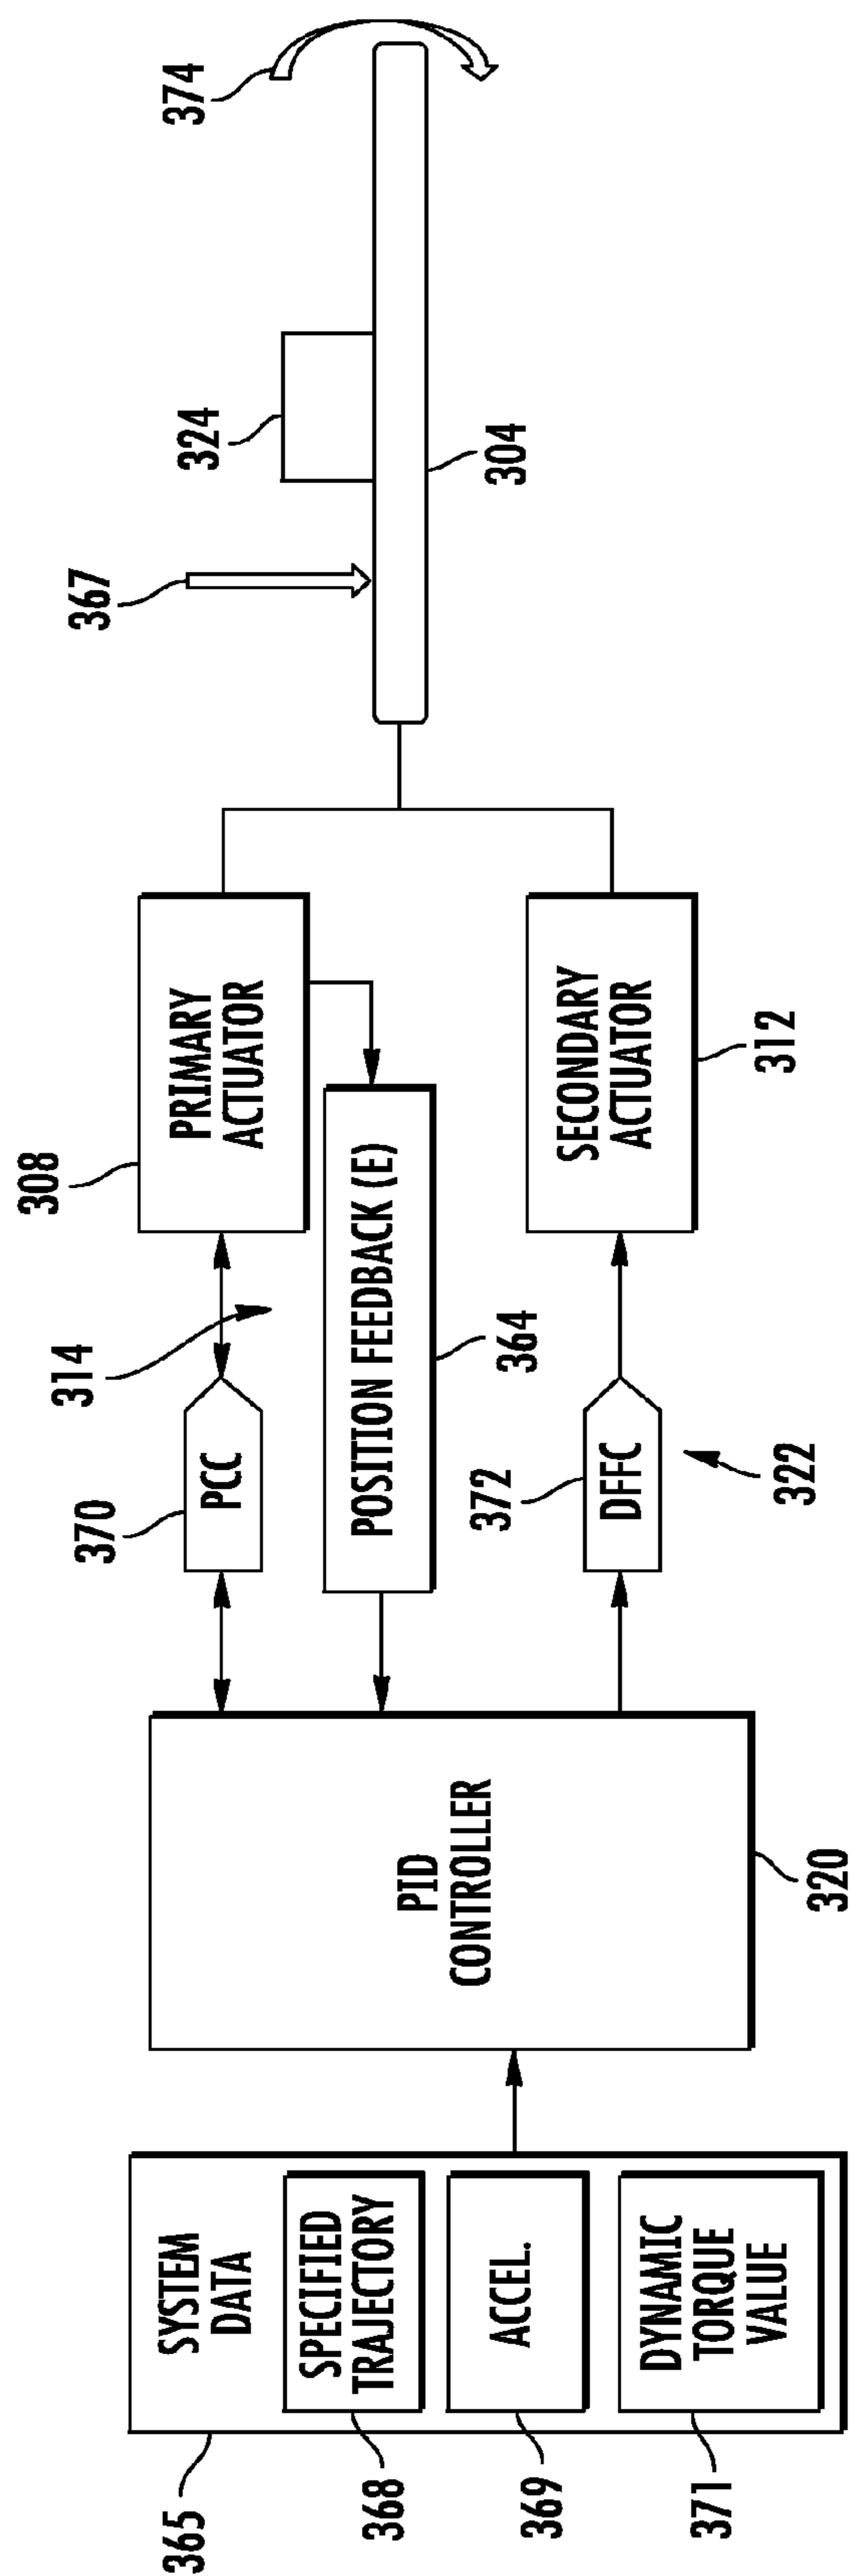 365
SYSTEM
DATA
368
SPECIFIED
TRAJECTORY
369
ACCEL.
371
DYNAMIC
TORQUE
VALUE
PID
CONTROLLER
320
370
PCC
314
POSITION FEEDBACK (E)
364
372
DFFC
322
308
PRIMARY
ACTUATOR
SECONDARY
ACTUATOR
312
367
324
304
374